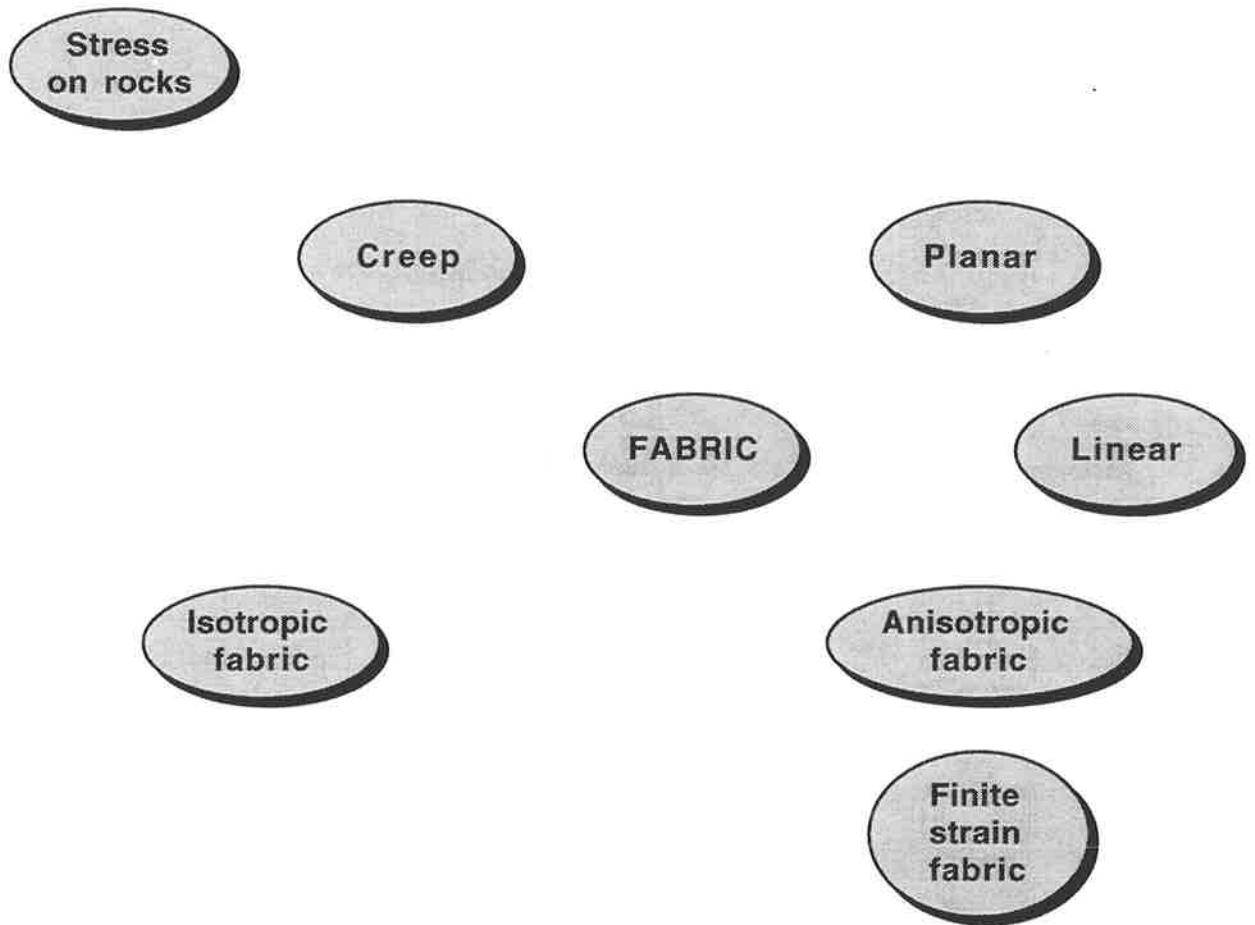 Stress
on rocks
Creep
Planar
FABRIC
Linear
Isotropic
fabric
Anisotropic
fabric
Finite
strain
fabric